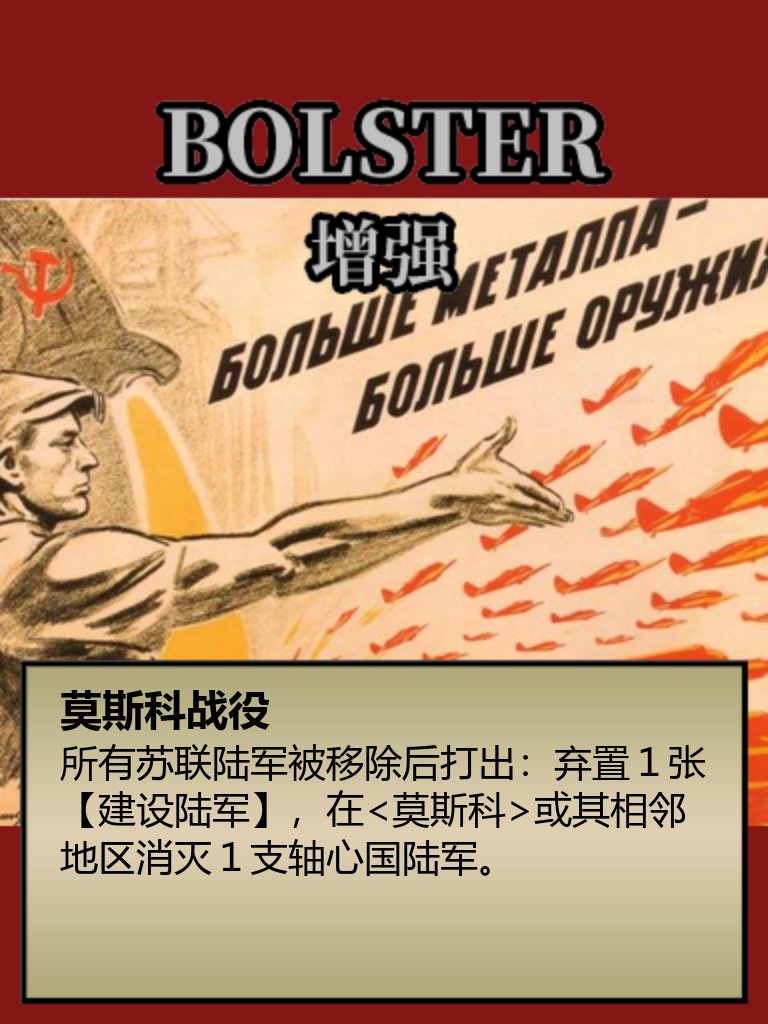 BOLSTER
增强
БОЛЬШЕ МЕТАЛЛА –
БОЛЬШЕ ОРУЖИЯ
莫斯科战役
所有苏联陆军被移除后打出：弃置1张
【建设陆军】，在<莫斯科>或其相邻
地区消灭1支轴心国陆军。